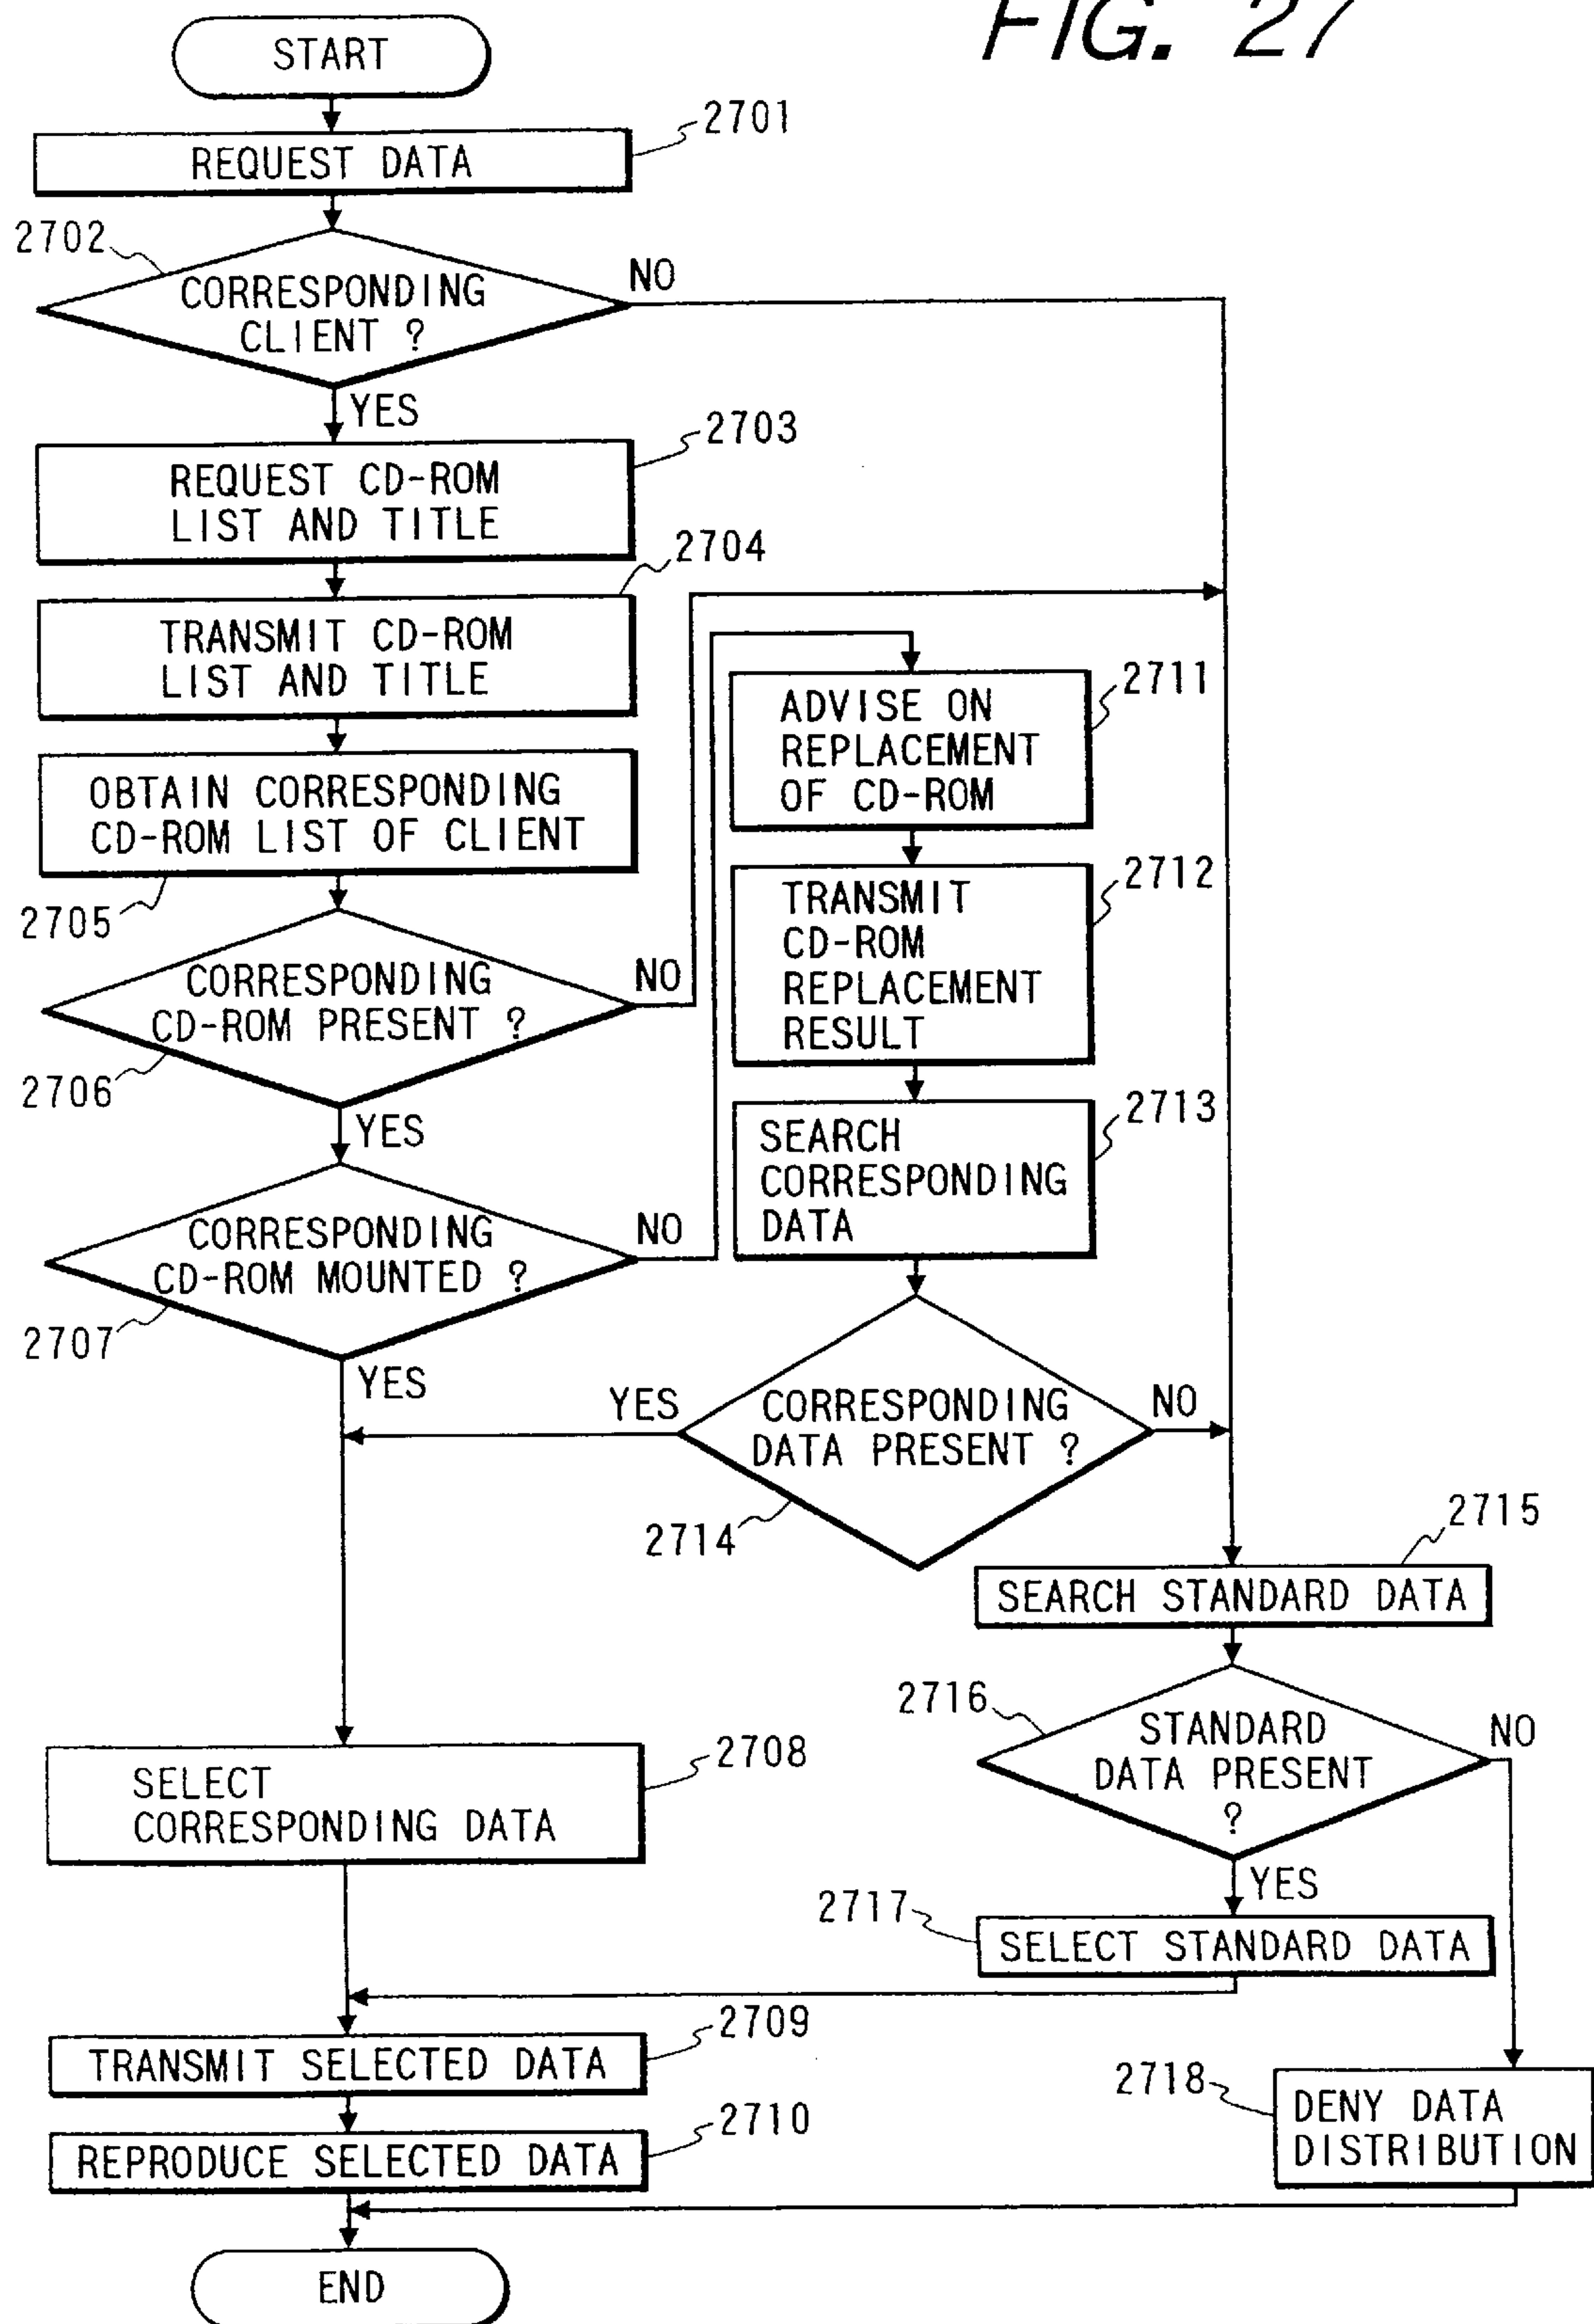 FIG. 27
START
2701
REQUEST DATA
2702
CORRESPONDING
CLIENT ?
NO
YES
2703
REQUEST CD-ROM
LIST AND TITLE
2704
TRANSMIT CD-ROM
LIST AND TITLE
OBTAIN CORRESPONDING
CD-ROM LIST OF CLIENT
2705
CORRESPONDING
CD-ROM PRESENT ?
NO
2706
YES
CORRESPONDING
CD-ROM MOUNTED ?
NO
2707
YES
2711
ADVISE ON
REPLACEMENT
OF CD-ROM
2712
TRANSMIT
CD-ROM
REPLACEMENT
RESULT
2713
SEARCH
CORRESPONDING
DATA
YES
CORRESPONDING
DATA PRESENT ?
NO
2714
2715
SEARCH STANDARD DATA
2716
STANDARD
DATA PRESENT
?
NO
YES
2708
SELECT
CORRESPONDING DATA
2717
SELECT STANDARD DATA
2709
TRANSMIT SELECTED DATA
2710
REPRODUCE SELECTED DATA
2718
DENY DATA
DISTRIBUTION
END